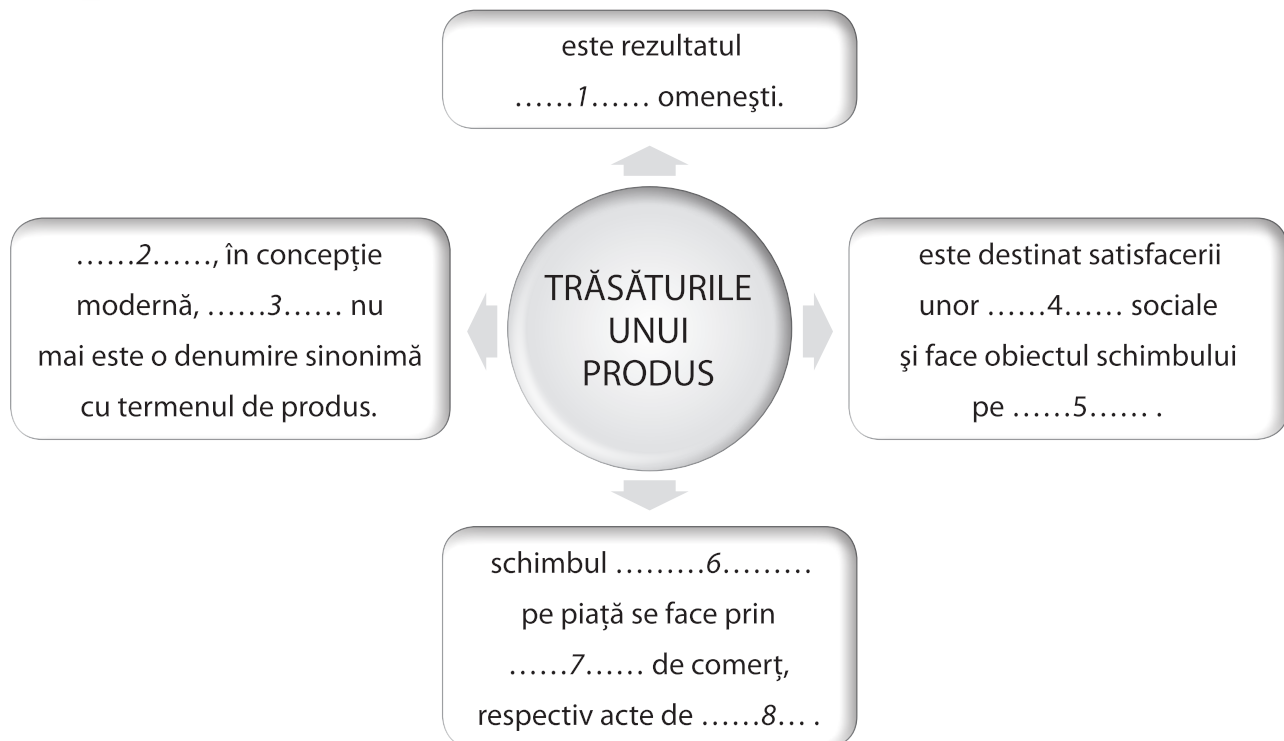 este rezultatul
……1…… omeneşti.
……2……, în concepţie
modernă, ……3…… nu
mai este o denumire sinonimă
cu termenul de produs.
TRĂSĂTURILE
UNUI
PRODUS
este destinat satisfacerii
unor ……4…… sociale
şi face obiectul schimbului
pe ……5…… .
schimbul ………6………
pe piaţă se face prin
……7…… de comerţ,
respectiv acte de ……8… .